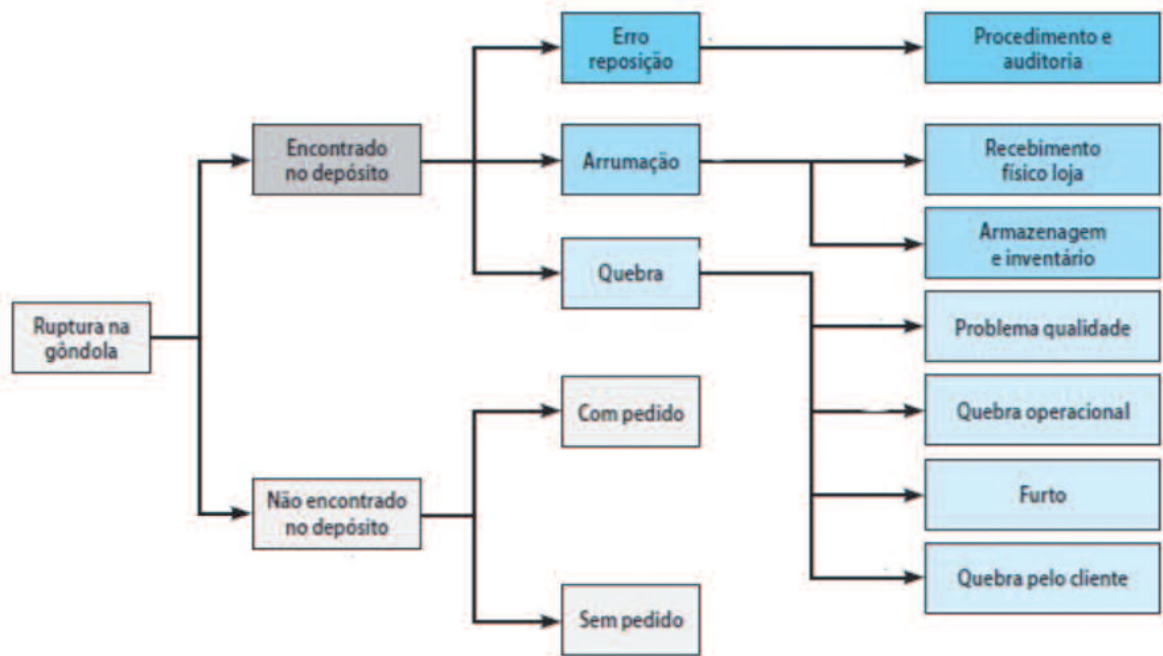 Erro
reposição
Procedimento e
auditoria
Encontrado
no depósito
Arrumação
Recebimento
físico loja
Armazenagem
e inventário
Quebra
Ruptura na
gôndola
Problema qualidade
Com pedido
Quebra operacional
Não encontrado
no depósito
Furto
Quebra pelo cliente
Sem pedido